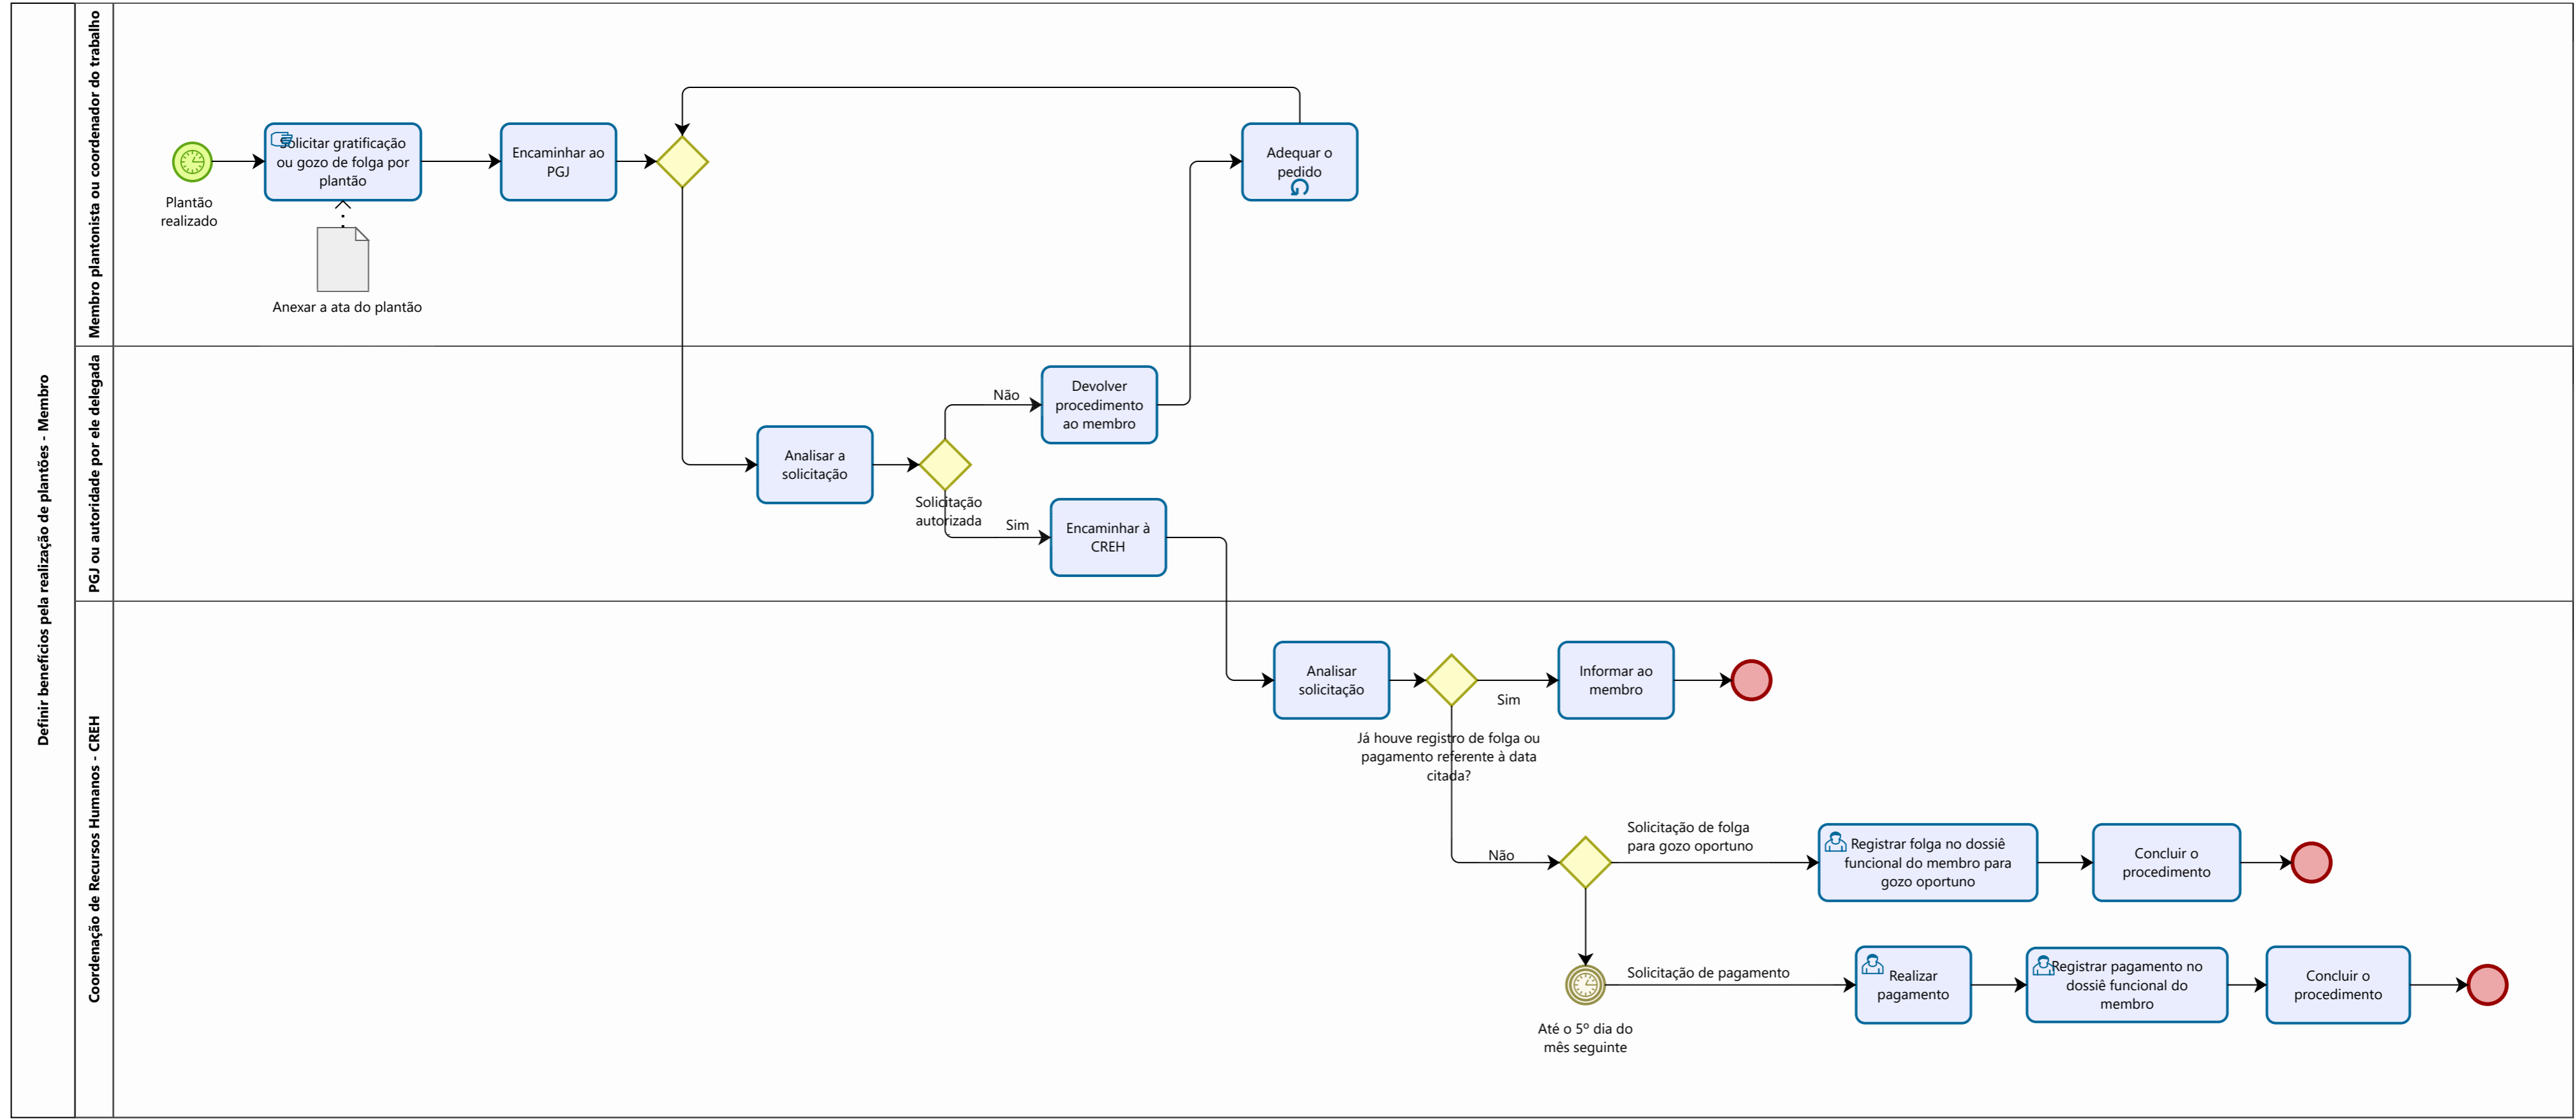 Definir benefícios pela realização de plantões - Membro
Membro plantonista ou coordenador do trabalho
Plantão
realizado
Solicitar gratificação
ou gozo de folga por
plantão
Anexar a ata do plantão
Encaminhar ao
PGJ
Adequar o
pedido
PGJ ou autoridade por ele delegada
Analisar a
solicitação
Solicitação
autorizada
Não
Devolver
procedimento
ao membro
Sim
Encaminhar à
CREH
Coordenação de Recursos Humanos - CREH
Analisar
solicitação
Já houve registro de folga ou
pagamento referente à data
citada?
Sim
Informar ao
membro
Não
Solicitação de folga
para gozo oportuno
Registrar folga no dossiê
funcional do membro para
gozo oportuno
Concluir o
procedimento
Até o 5º dia do
mês seguinte
Solicitação de pagamento
Realizar
pagamento
Registrar pagamento no
dossiê funcional do
membro
Concluir o
procedimento